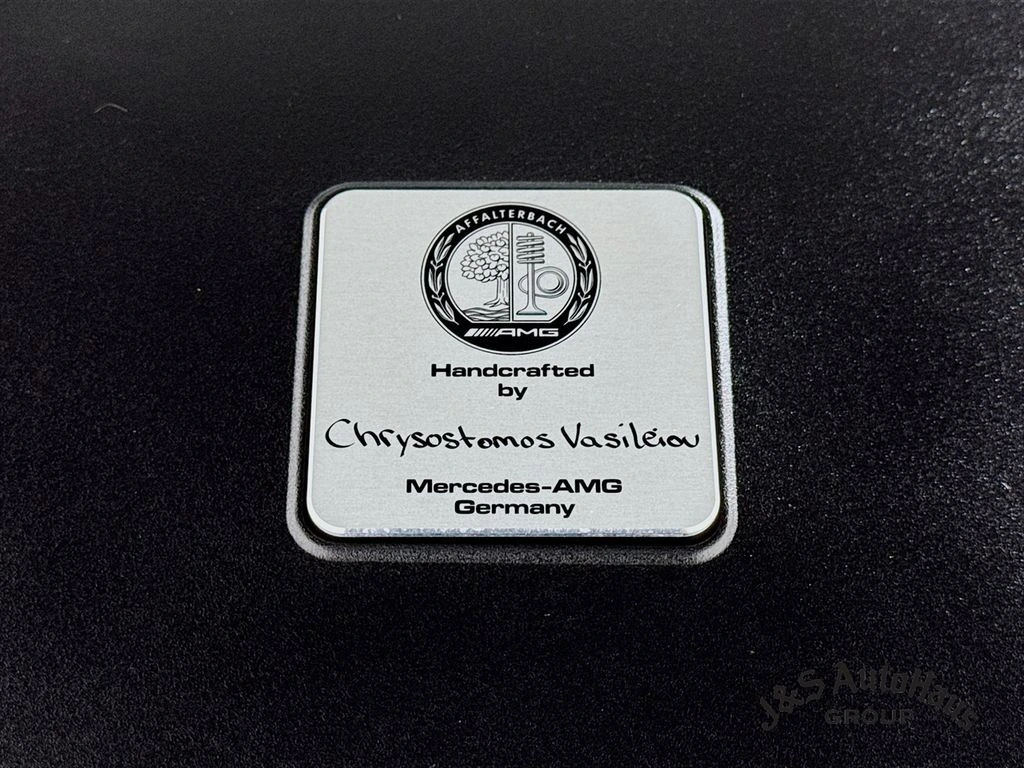 AFFALTERBACH
AMG
Handcrafted
by
Chrysostomos Vasileiou
Mercedes-AMG
Germany
J&S AutoHaus
GROUP